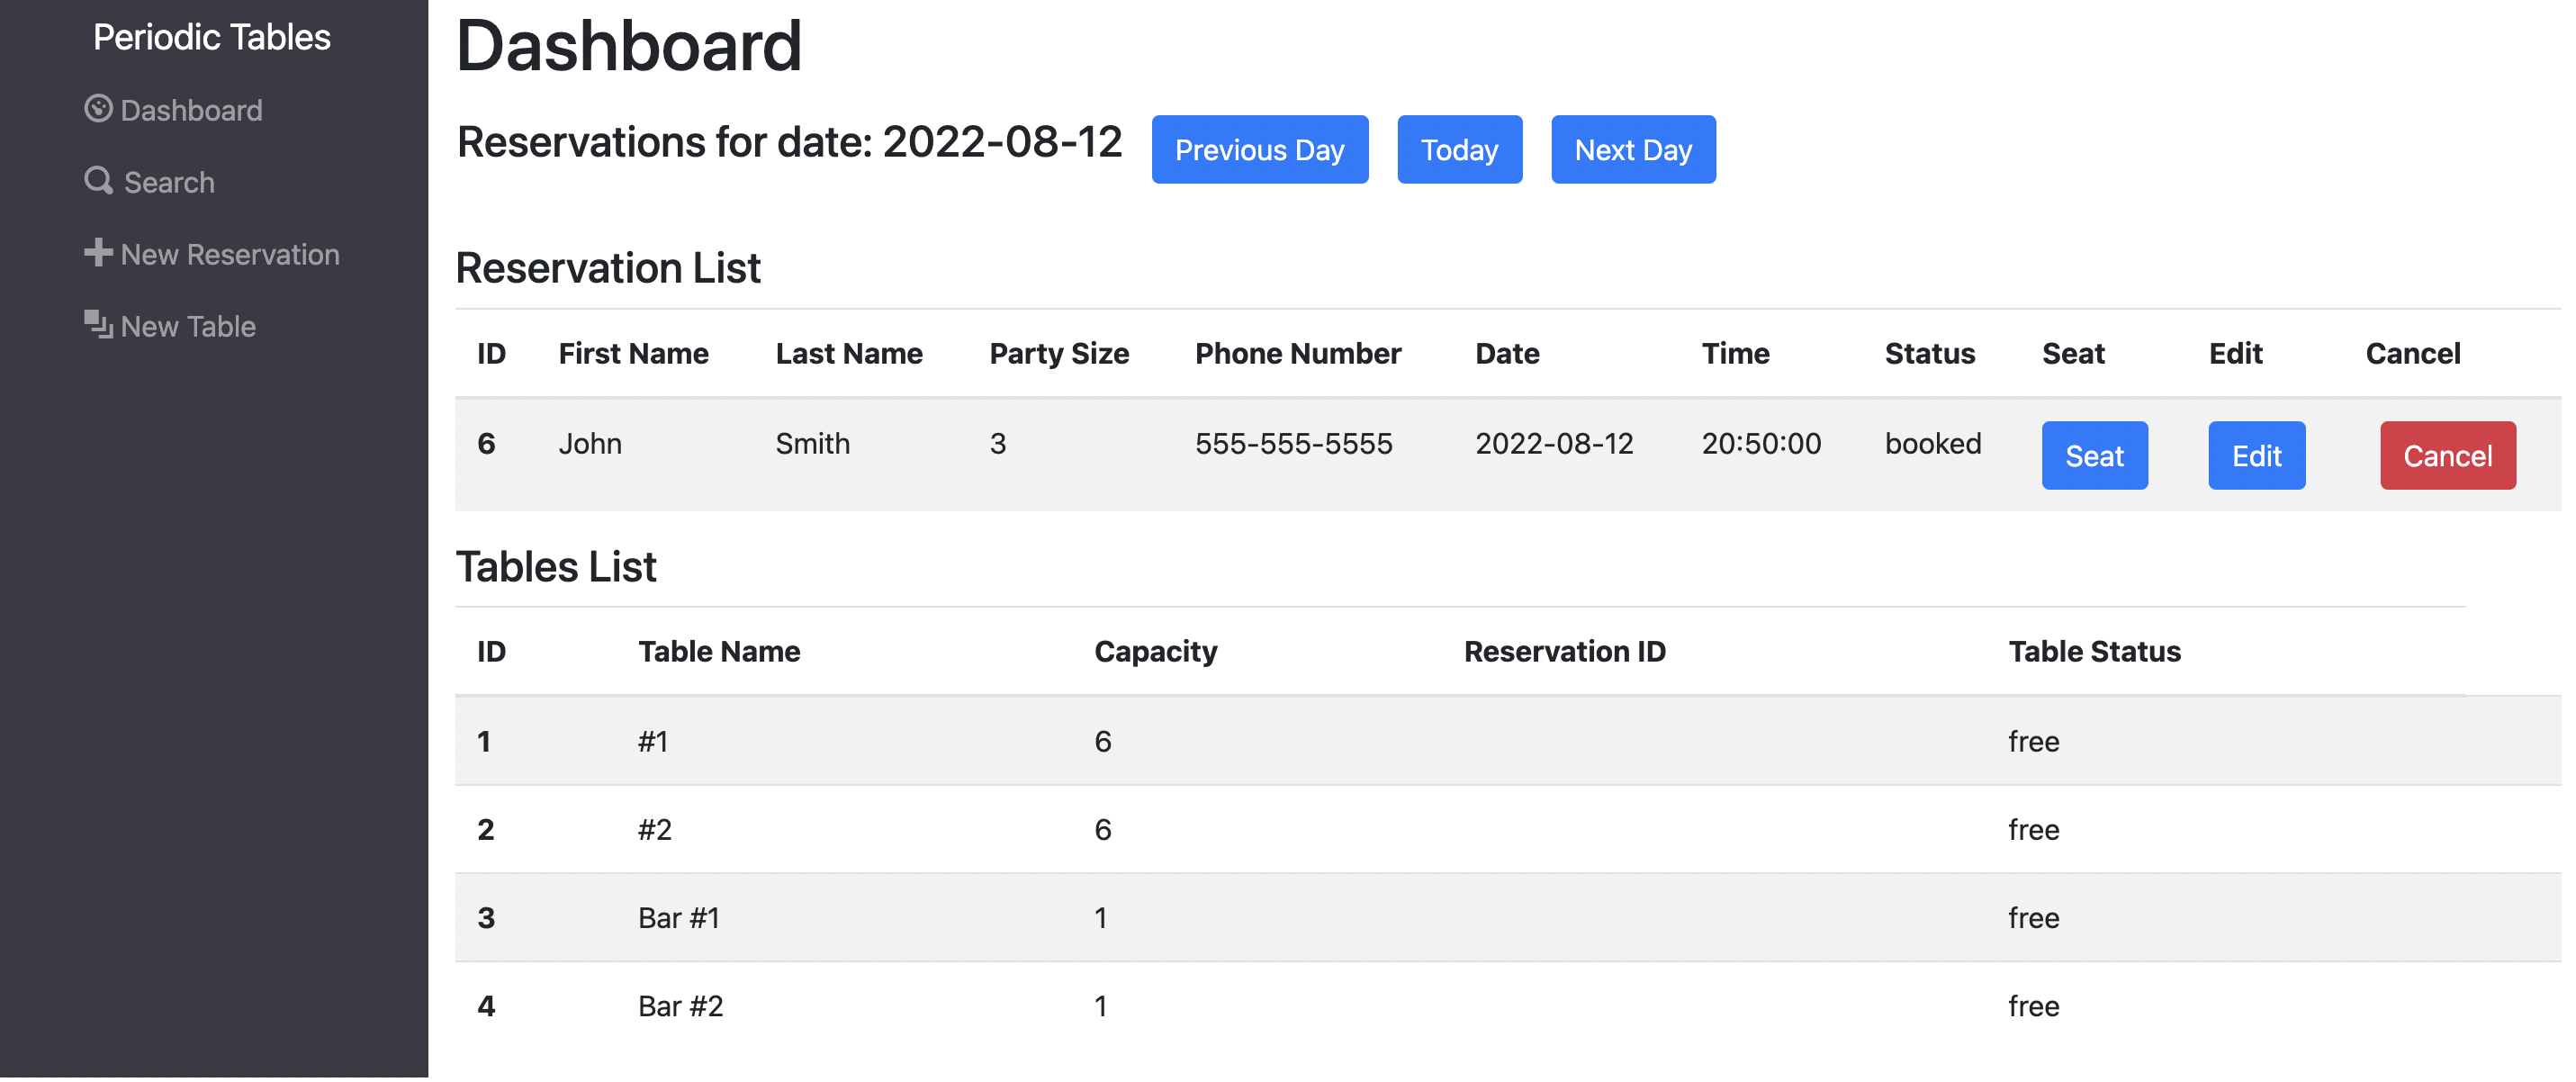 Periodic Tables
Dashboard
Search
New Reservation
New Table
Dashboard
Reservations for date: 2022-08-12 Previous Day Today Next Day
Reservation List
ID First Name Last Name Party Size Phone Number Date Time Status Seat Edit Cancel
6 John Smith 3 555-555-5555 2022-08-12 20:50:00 booked Seat Edit Cancel
Tables List
ID Table Name Capacity Reservation ID Table Status
1 #1 6 free
2 #2 6 free
3 Bar #1 1 free
4 Bar #2 1 free